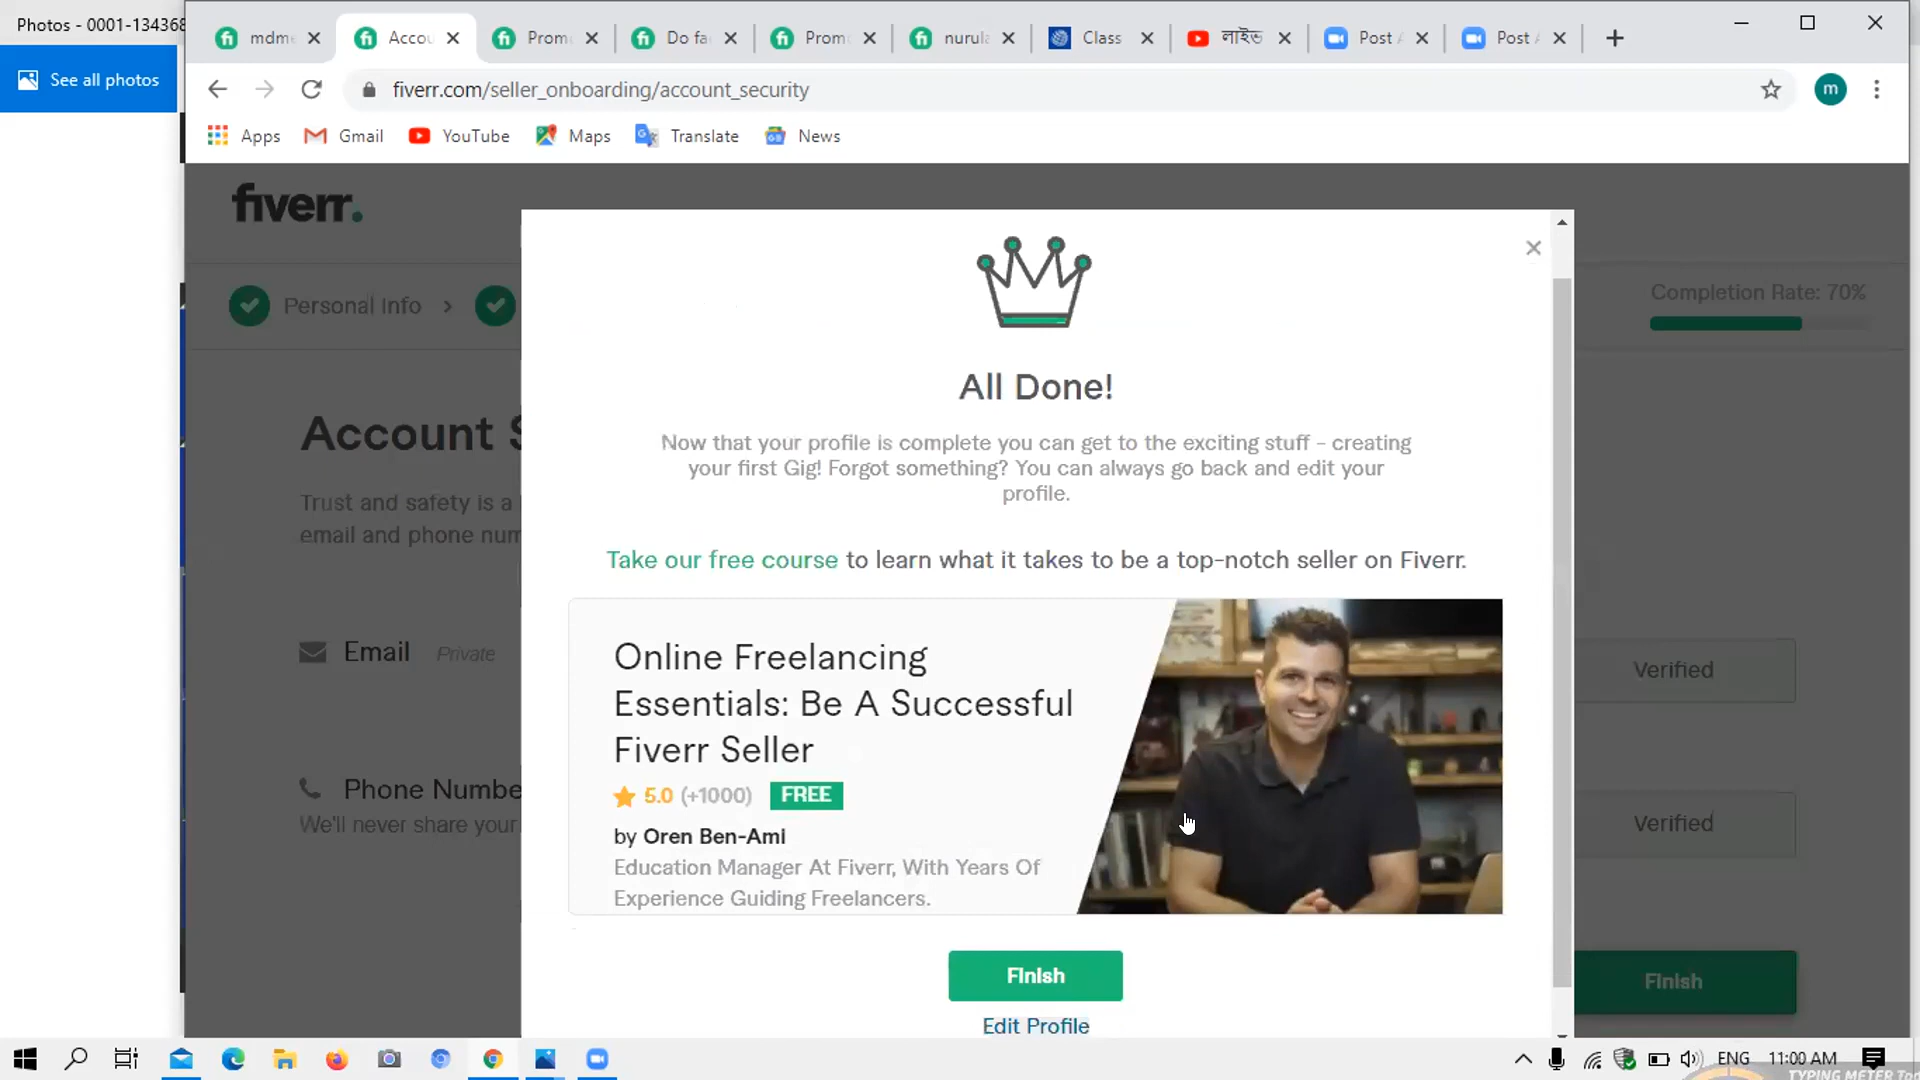 Photos - 0001-134368
mdm
Accou
Prom
Do fa
Prom
nurul
Class
লাইভ
Post
Post
See all photos
fiverr.com/seller_onboarding/account_security
m
Apps
Gmail
YouTube
Maps
Translate
News
fiverr.
Personal Info
Completion Rate: 70%
All Done!
Account S
Now that your profile is complete you can get to the exciting stuff - creating
your first Gig! Forgot something? You can always go back and edit your
profile.
Trust and safety is a
email and phone num
Take our free course to learn what it takes to be a top-notch seller on Fiverr.
Online Freelancing
Essentials: Be A Successful
Fiverr Seller
5.0 (+1000) FREE
by Oren Ben-Ami
Education Manager At Fiverr, With Years Of
Experience Guiding Freelancers.
Email Private
Verified
Phone Numbe
We'll never share your
Verified
Finish
Finish
Edit Profile
ENG
11:00 AM
TYPING METER